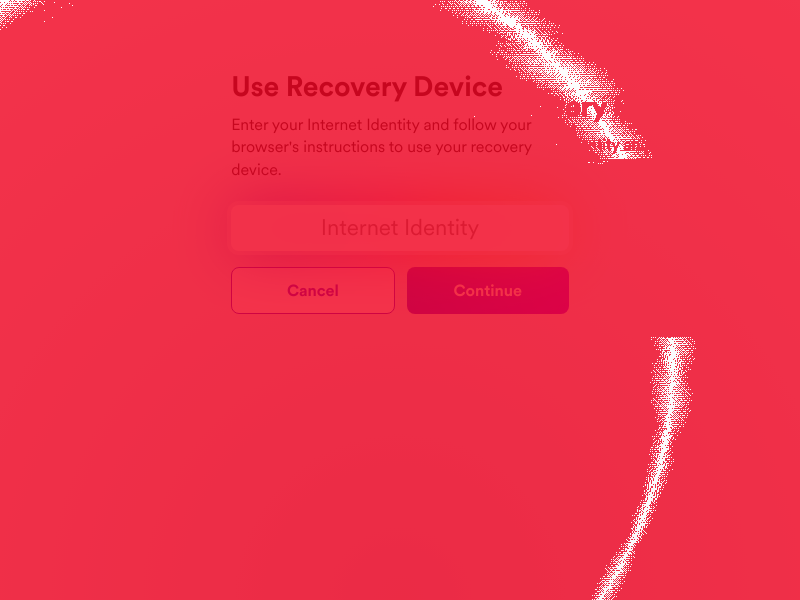 Use Recovery Device
Enter your Internet Identity and follow your
browser's instructions to use your recovery
device.
Internet Identity
Cancel
Continue